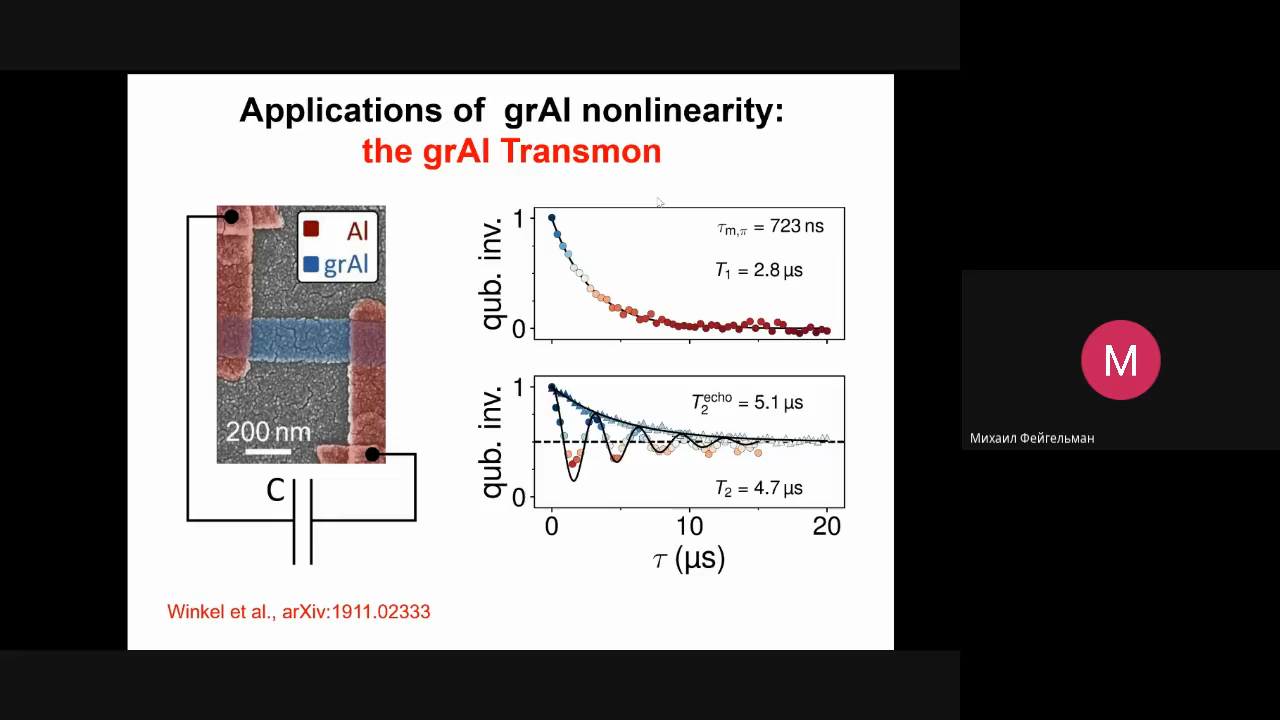 Applications of grAl nonlinearity:
the grAl Transmon
Al
grAl
200 nm
C
qub. inv.
1
0
τm,π = 723 ns
T1 = 2.8 µs
qub. inv.
1
0
T2echo = 5.1 µs
T2 = 4.7 µs
0 10 20
τ (µs)
Winkel et al., arXiv:1911.02333
M
Михаил Фейгельман